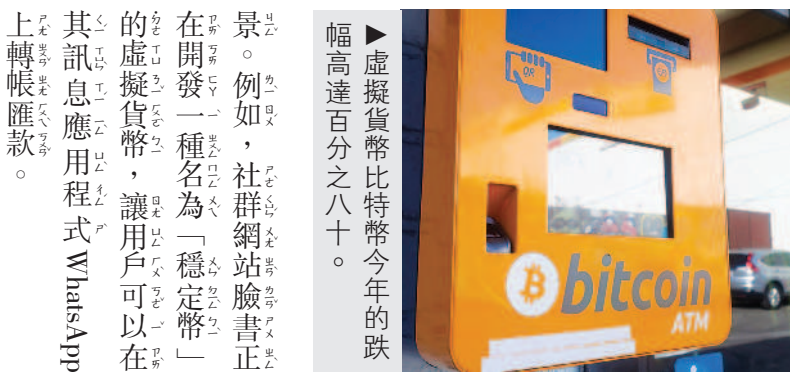 QR
bitcoin
ATM
▶虛擬貨幣比特幣今年的跌
幅高達百分之八十。
景。例如，社群網站臉書正
在開發一種名為「穩定幣」
的虛擬貨幣，讓用戶可以在
其訊息應用程式WhatsApp
上轉帳匯款。